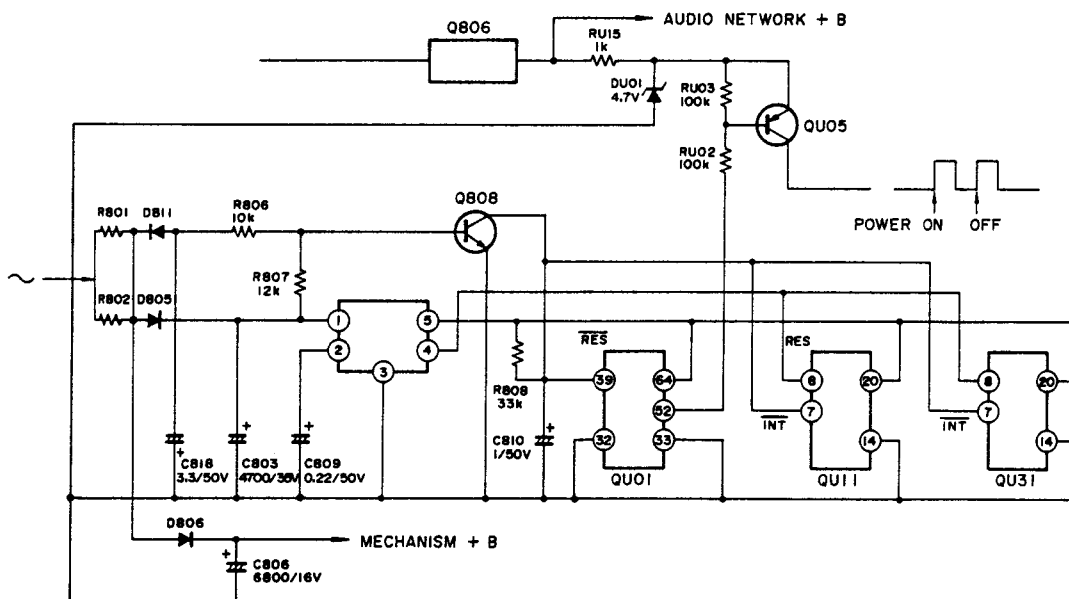 AUDIO NETWORK + B
Q806
RU15
1k
DU01
4.7V
RU03
100k
QU05
RU02
100k
POWER ON OFF
Q808
R806
10k
R801 D811
R807
12k
R802 D805
1
5
2
4
3
RES
R808
33k
39
64
52
32
33
QU01
RES
6
20
INT
7
14
QU11
8
20
INT
7
14
QU31
C818
3.3/50V
C803
4700/35V
C809
0.22/50V
C810
1/50V
D806
MECHANISM + B
C806
6800/16V